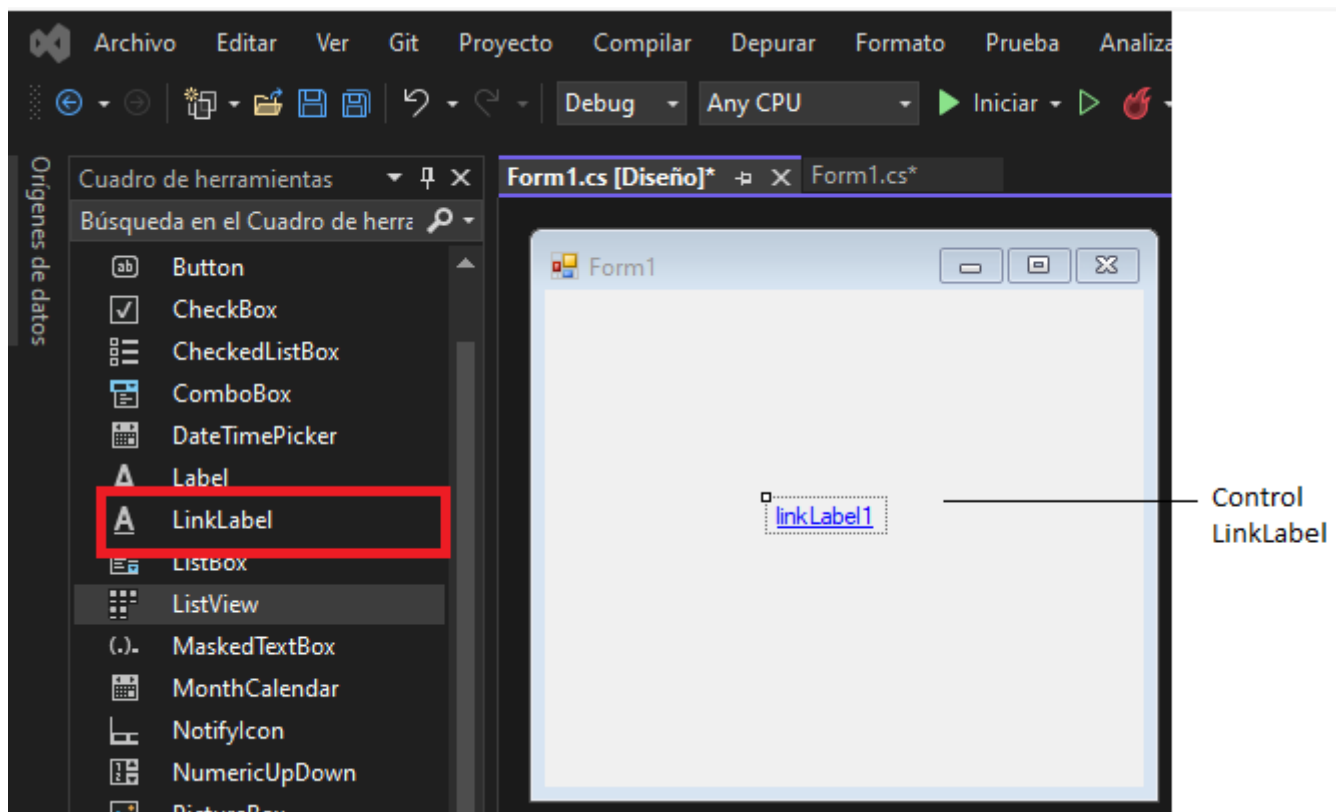 Archivo Editar Ver Git Proyecto Compilar Depurar Formato Prueba Analiza
Debug Any CPU Iniciar
Orígenes de datos
Cuadro de herramientas
Búsqueda en el Cuadro de herra
Button
CheckBox
CheckedListBox
ComboBox
DateTimePicker
Label
LinkLabel
ListBox
ListView
MaskedTextBox
MonthCalendar
NotifyIcon
NumericUpDown
PictureBox
Form1.cs [Diseño]* Form1.cs*
Form1
linkLabel1
Control
LinkLabel